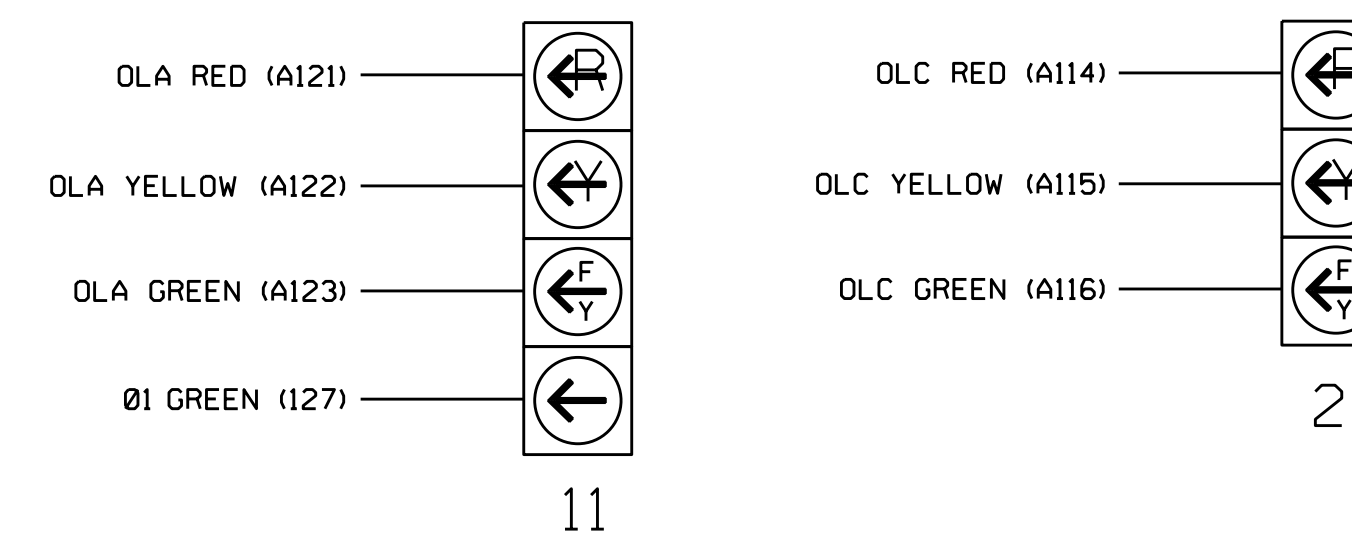 OLA RED (A121)
R
OLA YELLOW (A122)
Y
OLA GREEN (A123)
F
Y
Ø1 GREEN (127)
11
OLC RED (A114)
OLC YELLOW (A115)
Y
OLC GREEN (A116)
F
Y
2